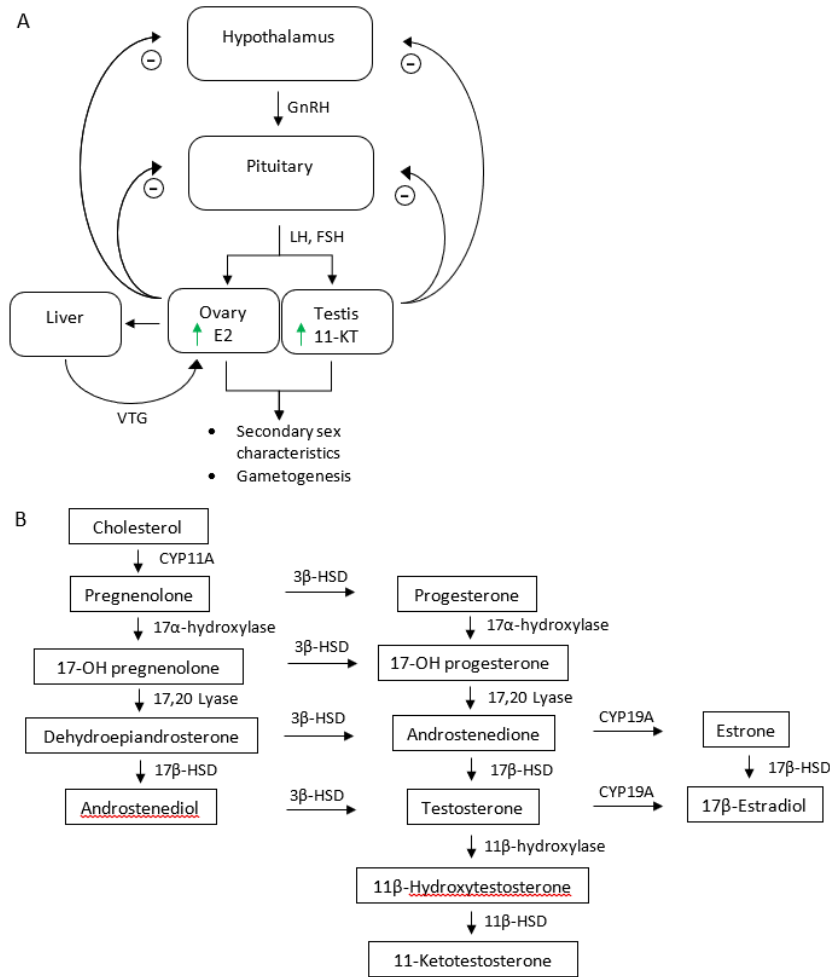 A
Hypothalamus
−
−
GnRH
Pituitary
−
−
LH, FSH
Liver
Ovary
E2
Testis
11-KT
VTG
• Secondary sex
characteristics
• Gametogenesis
B
Cholesterol
CYP11A
Pregnenolone
3β-HSD
Progesterone
17α-hydroxylase
17α-hydroxylase
17-OH pregnenolone
3β-HSD
17-OH progesterone
17,20 Lyase
17,20 Lyase
Dehydroepiandrosterone
3β-HSD
Androstenedione
CYP19A
Estrone
17β-HSD
17β-HSD
17β-HSD
Androstenediol
3β-HSD
Testosterone
CYP19A
17β-Estradiol
11β-hydroxylase
11β-Hydroxytestosterone
11β-HSD
11-Ketotestosterone